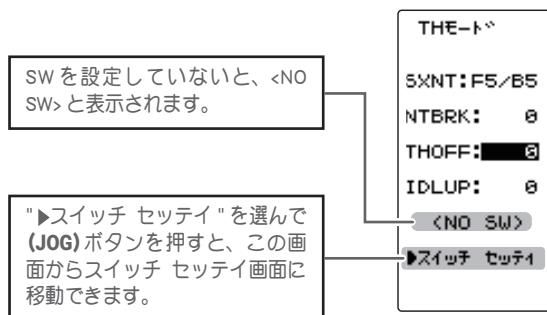 SW を設定していないと、<NO
SW> と表示されます。
"▶スイッチ セッテイ" を選んで
(JOG) ボタンを押すと、この画
面からスイッチ セッテイ画面に
移動できます。
THモード
SXNT:F5/B5
NTBRK: 0
THOFF: 0
IDLUP: 0
<NO SW>
▶スイッチ セッテイ